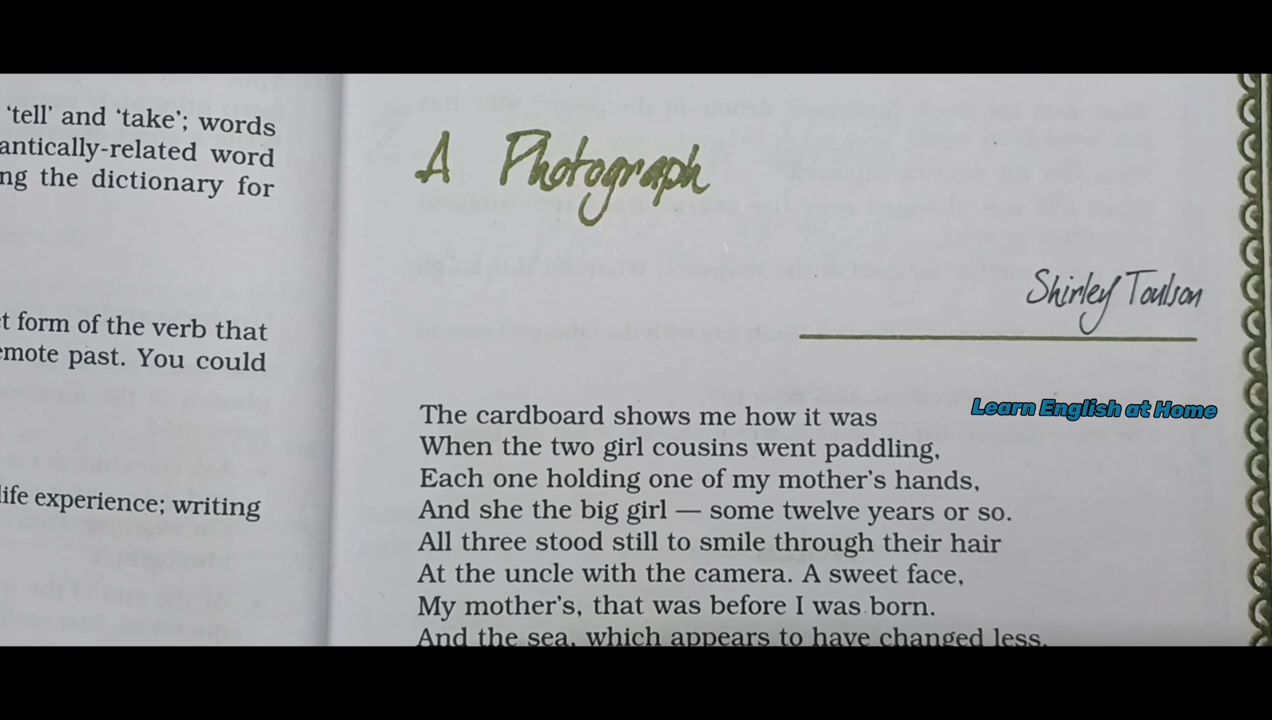 'tell' and 'take'; words
antically-related word
ng the dictionary for
t form of the verb that
emote past. You could
life experience; writing
A Photograph
Shirley Toulson
Learn English at Home
The cardboard shows me how it was
When the two girl cousins went paddling,
Each one holding one of my mother's hands,
And she the big girl — some twelve years or so.
All three stood still to smile through their hair
At the uncle with the camera. A sweet face,
My mother's, that was before I was born.
And the sea, which appears to have changed less,